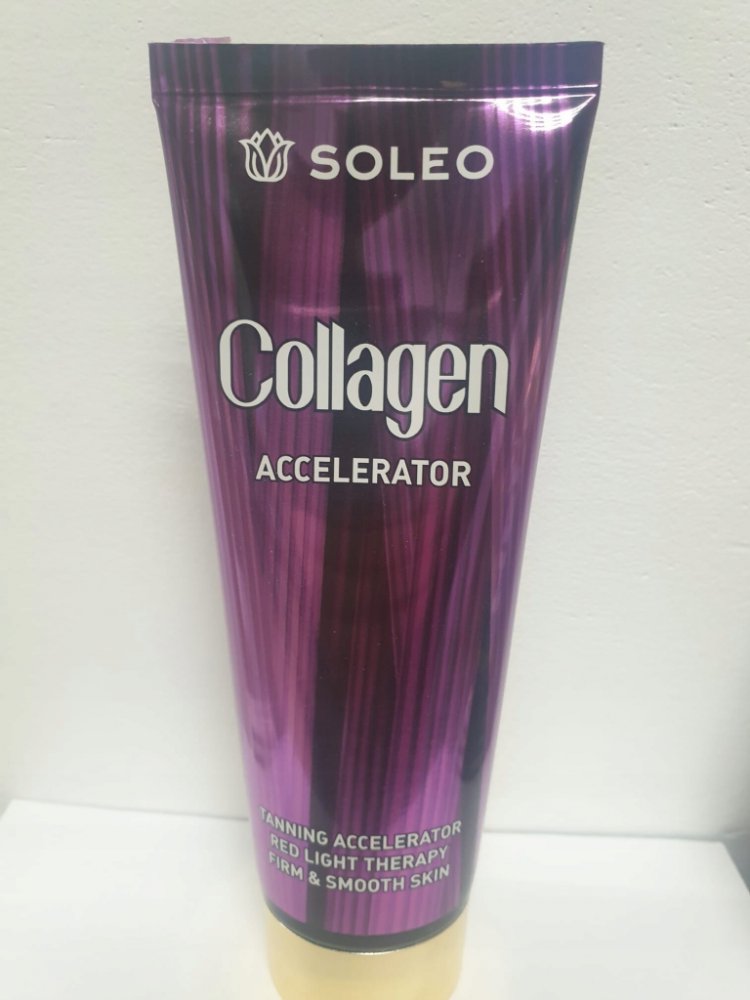 SOLEO
Collagen
ACCELERATOR
TANNING ACCELERATOR
RED LIGHT THERAPY
FIRM & SMOOTH SKIN